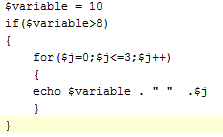 $variable = 10
if($variable>8)
{
for($j=0;$j<=3;$j++)
{
echo $variable . " " .$j
}
}